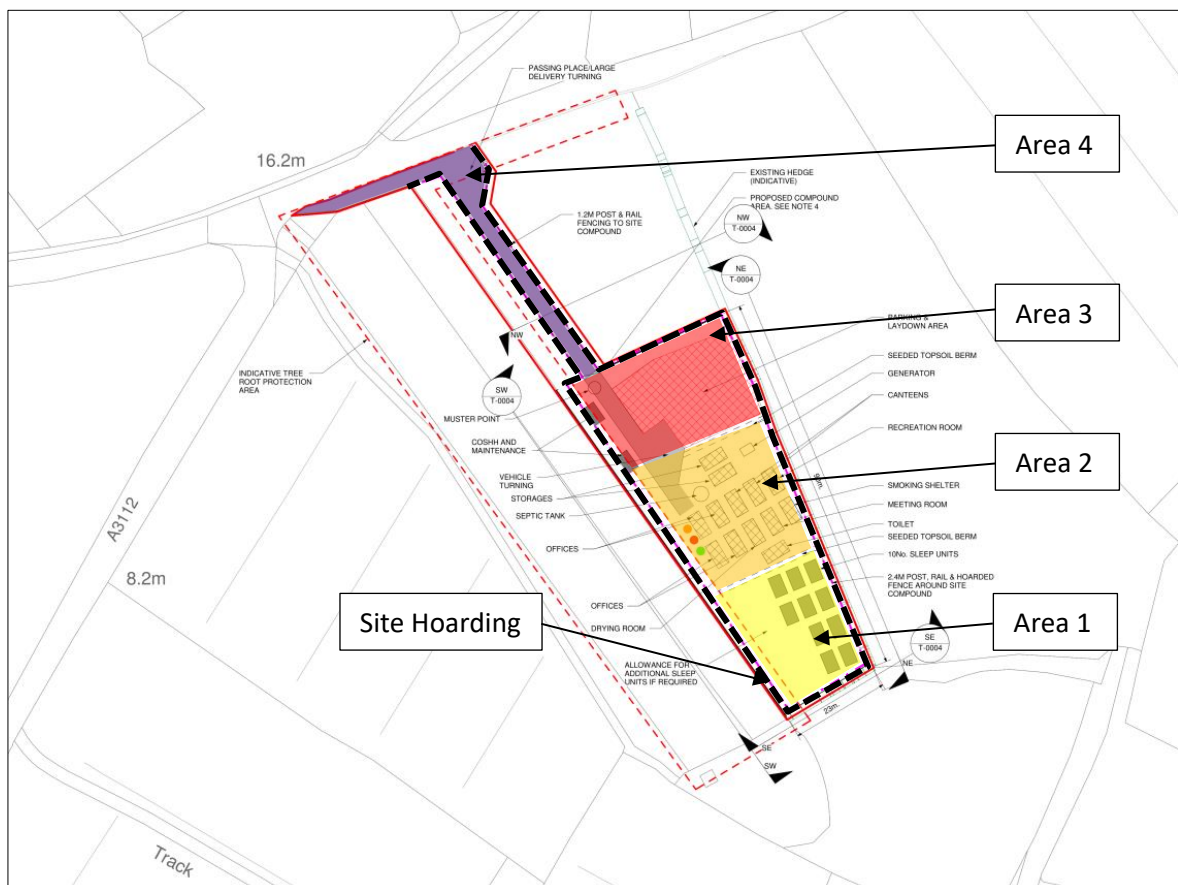 PASSING PLACE/LARGE
DELIVERY TURNING
Area 4
16.2m
EXISTING HEDGE
(INDICATIVE)
PROPOSED COMPOUND
AREA. SEE NOTE 4
1.2M POST & RAIL
FENCING TO SITE
COMPOUND
NW
T-0004
NE
T-0004
Area 3
PARKING &
LAYDOWN AREA
NW
SEEDED TOPSOIL BERM
INDICATIVE TREE
ROOT PROTECTION
AREA
SW
T-0004
GENERATOR
CANTEENS
MUSTER POINT
RECREATION ROOM
COSHH AND
MAINTENANCE
Area 2
VEHICLE
TURNING
SMOKING SHELTER
STORAGES
MEETING ROOM
SEPTIC TANK
TOILET
A3112
SEEDED TOPSOIL BERM
OFFICES
10No. SLEEP UNITS
8.2m
2.4M POST, RAIL & HOARDED
FENCE AROUND SITE
COMPOUND
OFFICES
Site Hoarding
DRYING ROOM
Area 1
SE
T-0004
ALLOWANCE FOR
ADDITIONAL SLEEP
UNITS IF REQUIRED
NE
23m
SE
SW
Track